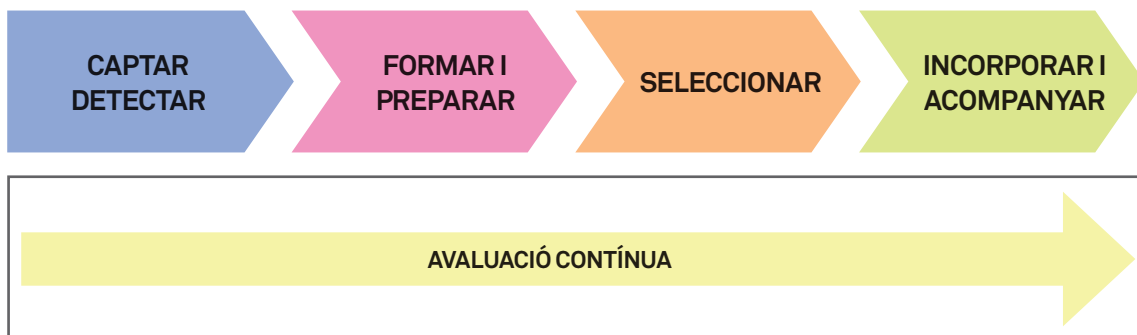 CAPTAR
DETECTAR
FORMAR I
PREPARAR
SELECCIONAR
INCORPORAR I
ACOMPANYAR
AVALUACIÓ CONTÍNUA